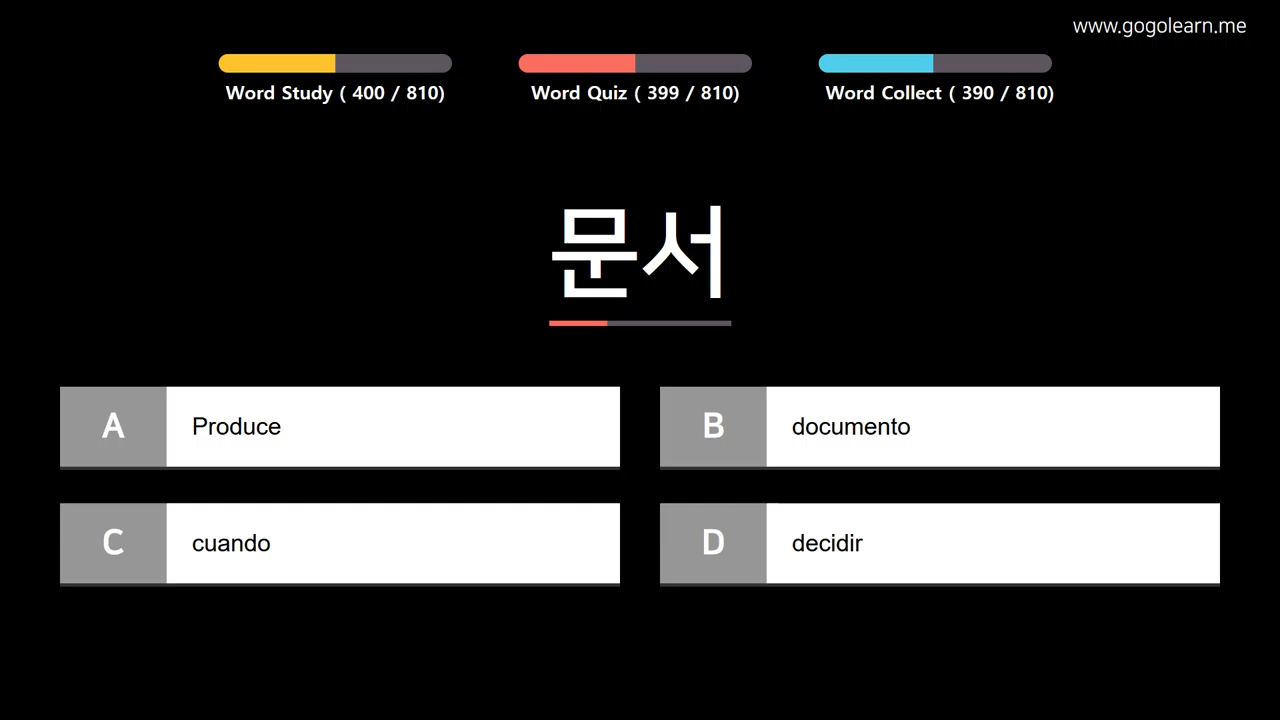 www.gogolearn.me
Word Study ( 400 / 810)
Word Quiz ( 399 / 810)
Word Collect ( 390 / 810)
문서
A
Produce
B
documento
C
cuando
D
decidir